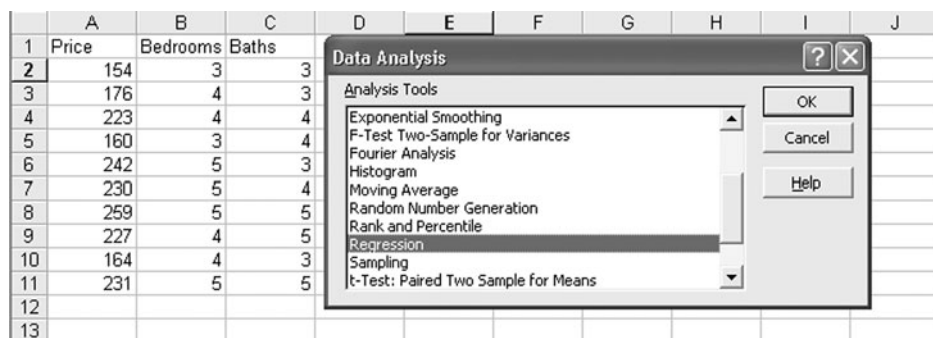 A B C D E F G H I J
1 Price Bedrooms Baths
2 154 3 3
3 176 4 3
4 223 4 4
5 160 3 4
6 242 5 3
7 230 5 4
8 259 5 5
9 227 4 5
10 164 4 3
11 231 5 5
12
13
Data Analysis
?
Analysis Tools
Exponential Smoothing
F-Test Two-Sample for Variances
Fourier Analysis
Histogram
Moving Average
Random Number Generation
Rank and Percentile
Regression
Sampling
t-Test: Paired Two Sample for Means
OK
Cancel
Help